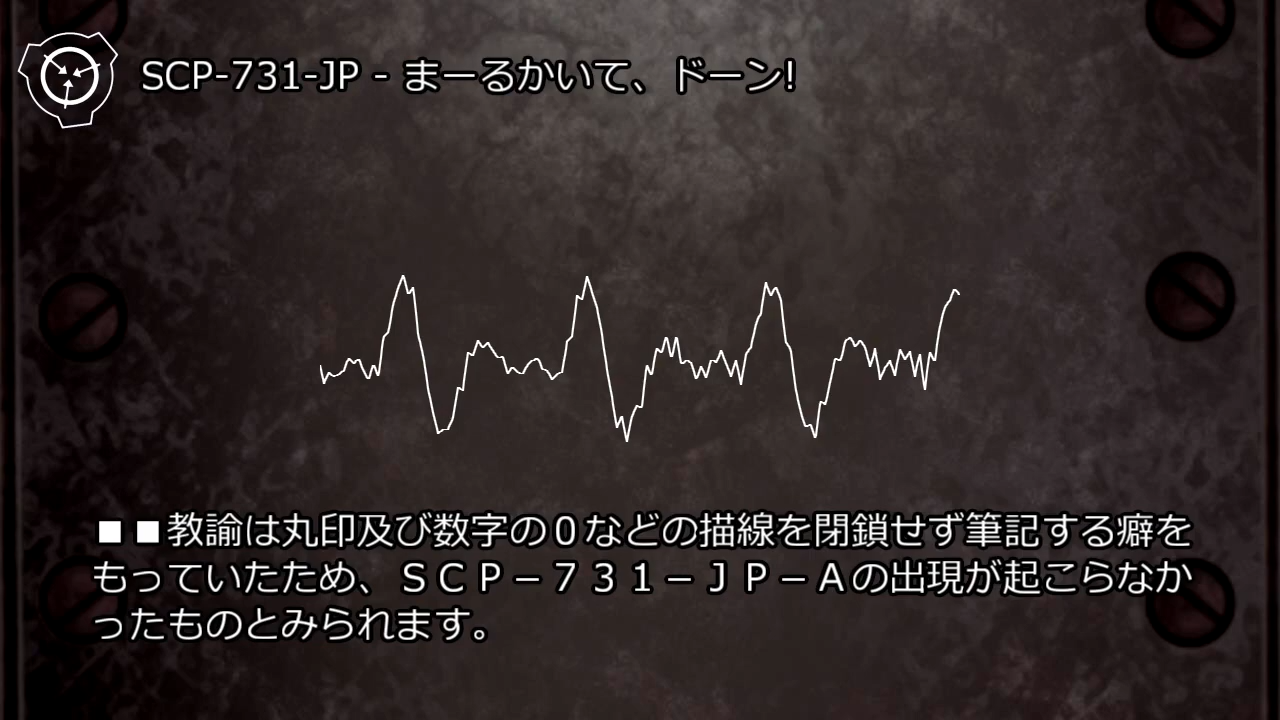 SCP-731-JP - まーるかいて、ドーン!
■■教諭は丸印及び数字の０などの描線を閉鎖せず筆記する癖を
もっていたため、ＳＣＰ－７３１－ＪＰ－Ａの出現が起こらなか
ったものとみられます。